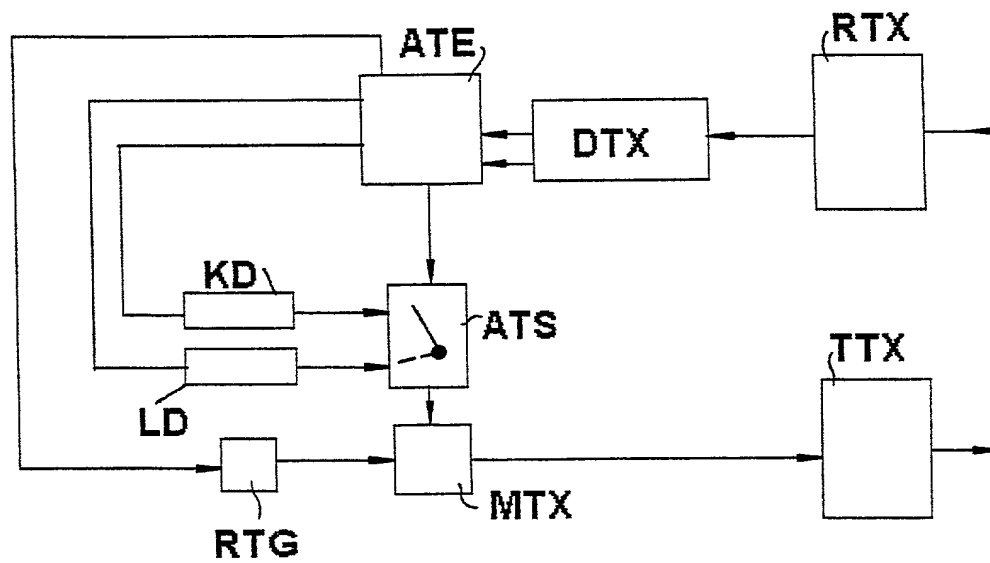 ATE
RTX
DTX
KD
ATS
TTX
LD
MTX
RTG